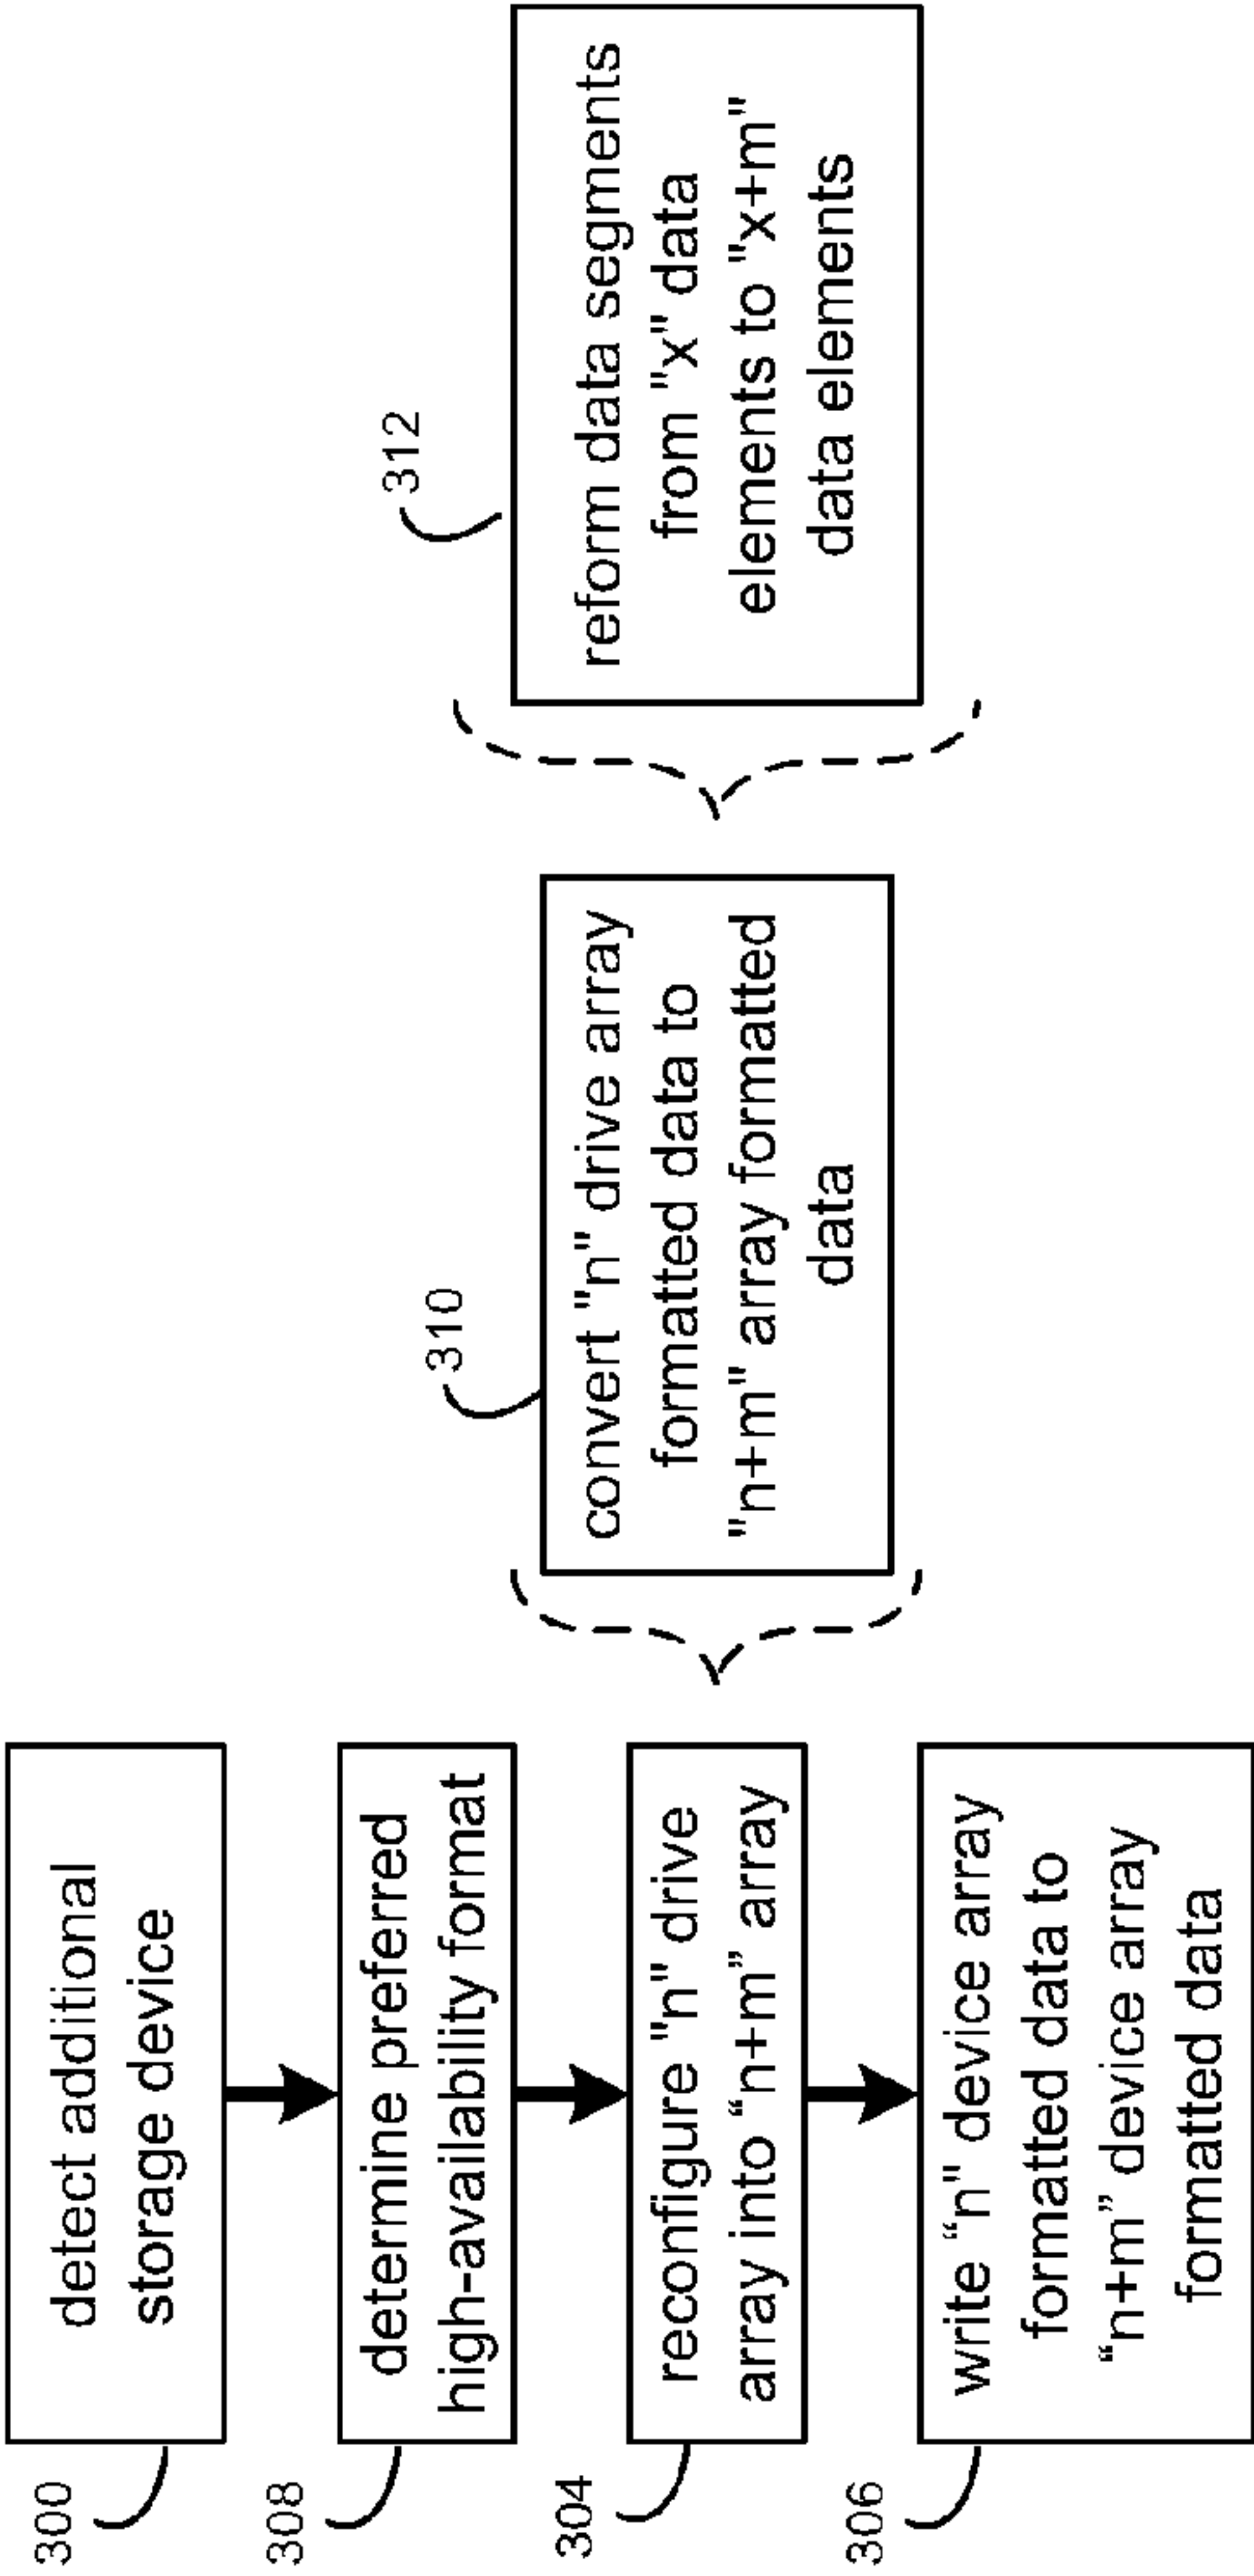 300
detect additional
storage device
308
determine preferred
high-availability format
304
reconfigure "n" drive
array into “n+m” array
306
write “n" device array
formatted data to
“n+m” device array
formatted data
310
convert "n" drive array
formatted data to
"n+m" array formatted
data
312
reform data segments
from "x" data
elements to "x+m"
data elements